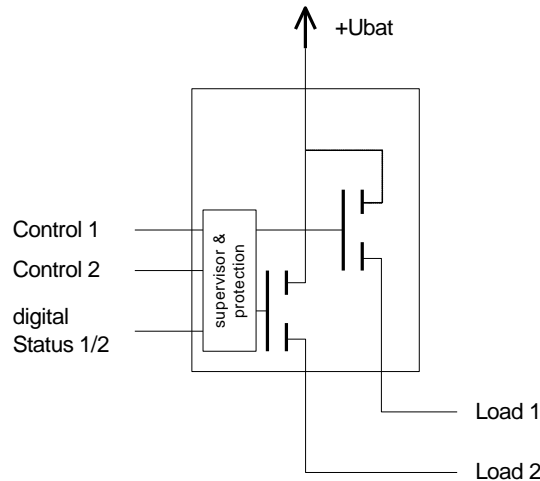 +Ubat
Control 1
Control 2
digital
Status 1/2
supervisor &
protection
Load 1
Load 2